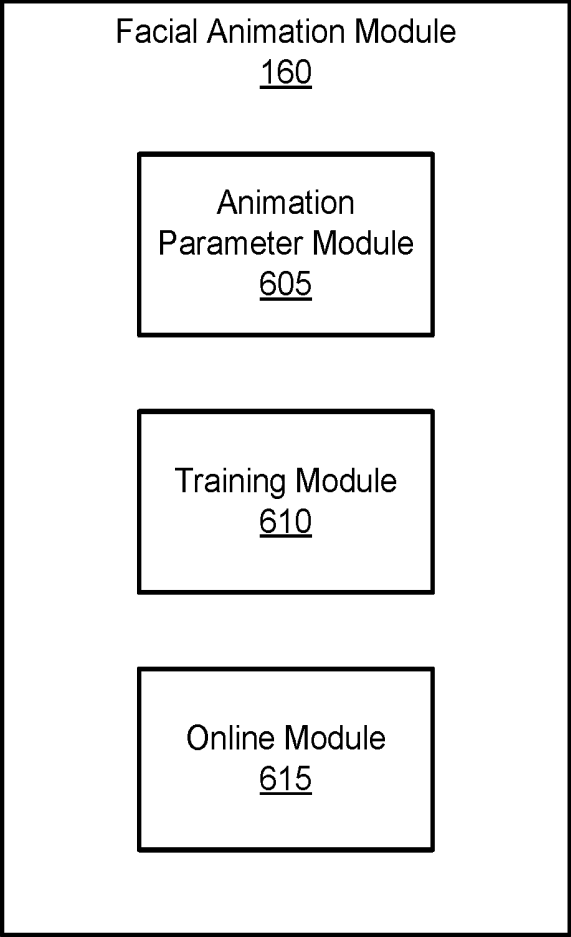 Facial Animation Module
160
Animation
Parameter Module
605
Training Module
610
Online Module
615